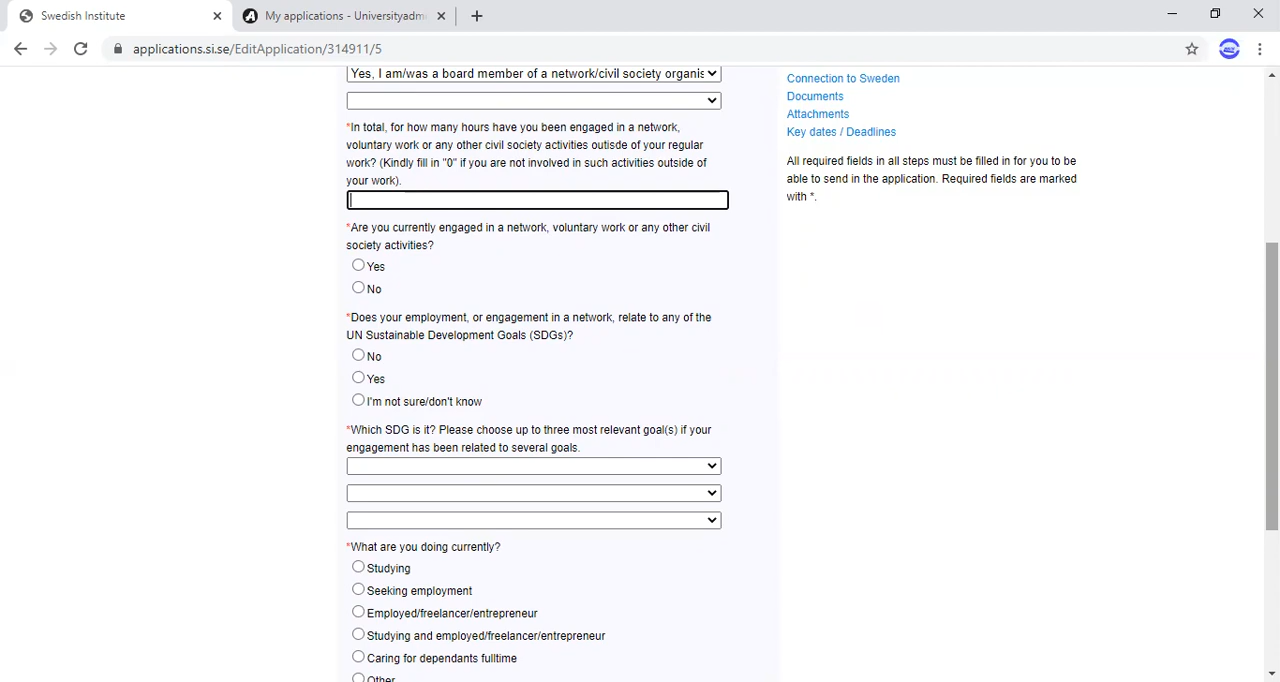 Swedish Institute
My applications - Universityadm
applications.si.se/EditApplication/314911/5
Yes, I am/was a board member of a network/civil society organis
Connection to Sweden
Documents
Attachments
Key dates / Deadlines
All required fields in all steps must be filled in for you to be
able to send in the application. Required fields are marked
with *.
*In total, for how many hours have you been engaged in a network,
voluntary work or any other civil society activities outisde of your regular
work? (Kindly fill in "0" if you are not involved in such activities outside of
your work).
*Are you currently engaged in a network, voluntary work or any other civil
society activities?
Yes
No
*Does your employment, or engagement in a network, relate to any of the
UN Sustainable Development Goals (SDGs)?
No
Yes
I'm not sure/don't know
*Which SDG is it? Please choose up to three most relevant goal(s) if your
engagement has been related to several goals.
*What are you doing currently?
Studying
Seeking employment
Employed/freelancer/entrepreneur
Studying and employed/freelancer/entrepreneur
Caring for dependants fulltime
Other